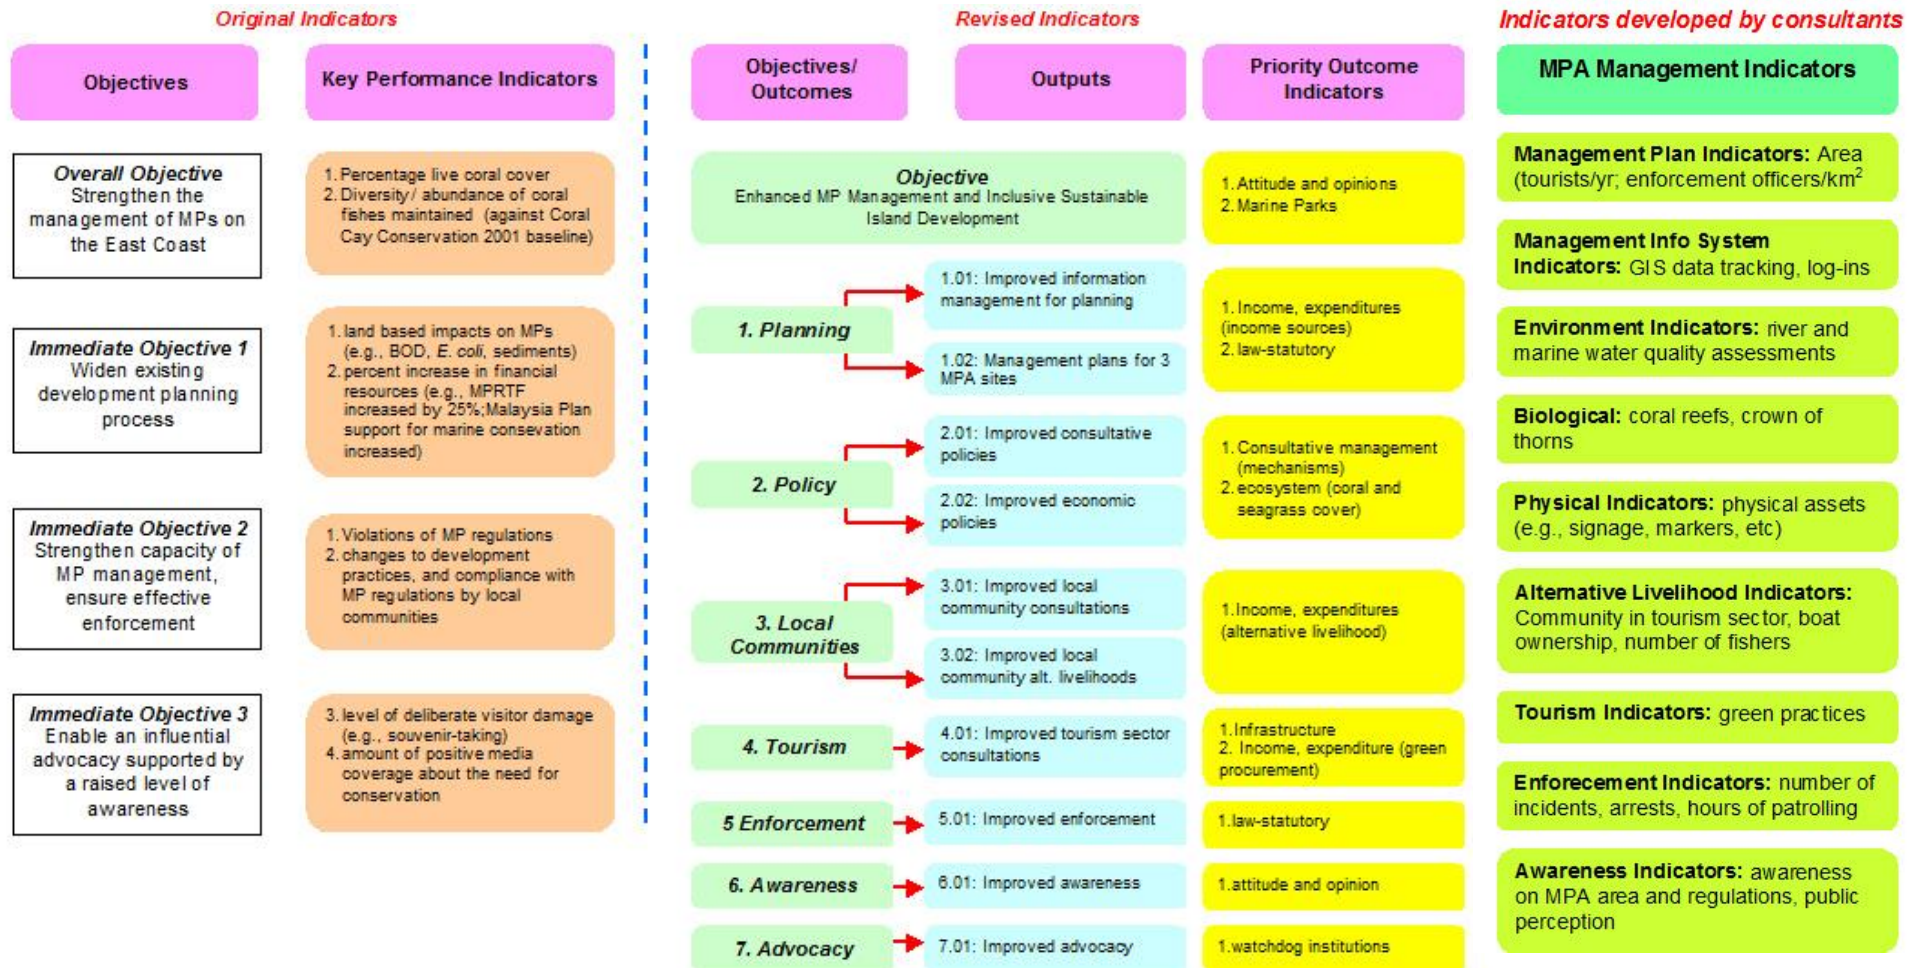 Original Indicators
Revised Indicators
Indicators developed by consultants
Objectives
Key Performance Indicators
Objectives/
Outcomes
Outputs
Priority Outcome
Indicators
MPA Management Indicators
Overall Objective
Strengthen the
management of MPs on
the East Coast
1. Percentage live coral cover
2. Diversity / abundance of coral
fishes maintained (against Coral
Cay Conservation 2001 baseline)
Immediate Objective 1
Widen existing
development planning
process
1. land based impacts on MPs
(e.g., BOD, E. coli, sediments)
2. percent increase in financial
resources (e.g., MPRTF
increased by 25%;Malaysia Plan
support for marine consevation
increased)
Immediate Objective 2
Strengthen capacity of
MP management,
ensure effective
enforcement
1. Violations of MP regulations
2. changes to development
practices, and compliance with
MP regulations by local
communities
Immediate Objective 3
Enable an influential
advocacy supported by
a raised level of
awareness
3. level of deliberate visitor damage
(e.g., souvenir-taking)
4. amount of positive media
coverage about the need for
conservation
Objective
Enhanced MP Management and Inclusive Sustainable
Island Development
1. Attitude and opinions
2. Marine Parks
1. Planning
1.01: Improved information
management for planning
1.02: Management plans for 3
MPA sites
1. Income, expenditures
(income sources)
2. law-statutory
2. Policy
2.01: Improved consultative
policies
2.02: Improved economic
policies
1. Consultative management
(mechanisms)
2. ecosystem (coral and
seagrass cover)
3. Local
Communities
3.01: Improved local
community consultations
3.02: Improved local
community alt. livelihoods
1. Income, expenditures
(alternative livelihood)
4. Tourism
4.01: Improved tourism sector
consultations
1. Infrastructure
2. Income, expenditure (green
procurement)
5 Enforcement
5.01: Improved enforcement
1. law-statutory
6. Awareness
6.01: Improved awareness
1. attitude and opinion
7. Advocacy
7.01: Improved advocacy
1. watchdog institutions
Management Plan Indicators: Area
(tourists/yr; enforcement officers/km²
Management Info System
Indicators: GIS data tracking, log-ins
Environment Indicators: river and
marine water quality assessments
Biological: coral reefs, crown of
thorns
Physical Indicators: physical assets
(e.g., signage, markers, etc)
Alternative Livelihood Indicators:
Community in tourism sector, boat
ownership, number of fishers
Tourism Indicators: green practices
Enforecement Indicators: number of
incidents, arrests, hours of patrolling
Awareness Indicators: awareness
on MPA area and regulations, public
perception